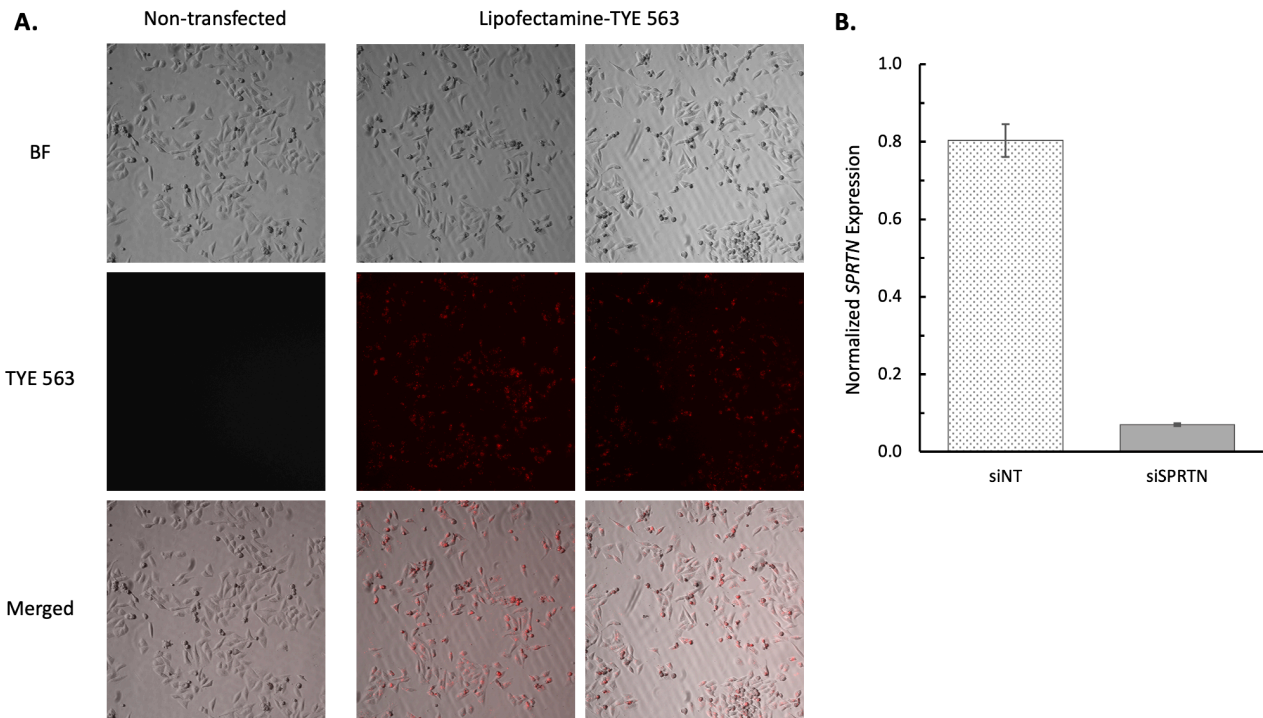 A.
Non-transfected
Lipofectamine-TYE 563
BF
TYE 563
Merged
B.
Normalized SPRTN Expression
1.0
0.8
0.6
0.4
0.2
0.0
siNT
siSPRTN